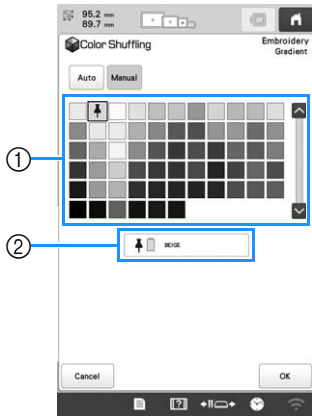 95.2 mm
89.7 mm
Color Shuffling
Embroidery
Gradient
Auto
Manual
①
②
BEIGE
Cancel
OK